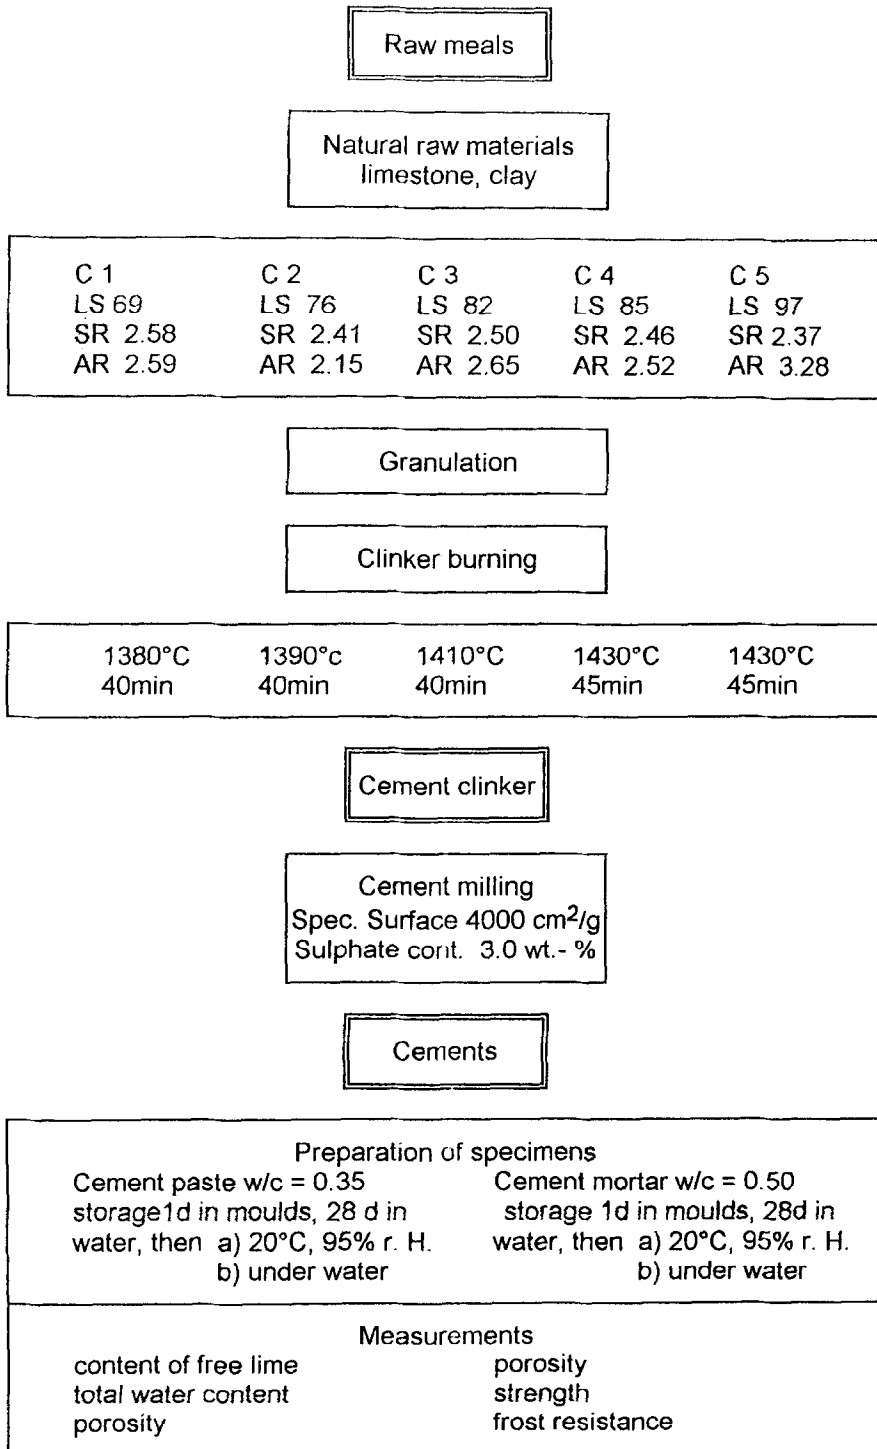 Raw meals
Natural raw materials
limestone, clay
C 1 C 2 C 3 C 4 C 5
LS 69 LS 76 LS 82 LS 85 LS 97
SR 2.58 SR 2.41 SR 2.50 SR 2.46 SR 2.37
AR 2.59 AR 2.15 AR 2.65 AR 2.52 AR 3.28
Granulation
Clinker burning
1380°C 1390°c 1410°C 1430°C 1430°C
40min 40min 40min 45min 45min
Cement clinker
Cement milling
Spec. Surface 4000 cm²/g
Sulphate cont. 3.0 wt.- %
Cements
Preparation of specimens
Cement paste w/c = 0.35 Cement mortar w/c = 0.50
storage1d in moulds, 28 d in storage 1d in moulds, 28d in
water, then a) 20°C, 95% r. H. water, then a) 20°C, 95% r. H.
b) under water b) under water
Measurements
content of free lime porosity
total water content strength
porosity frost resistance